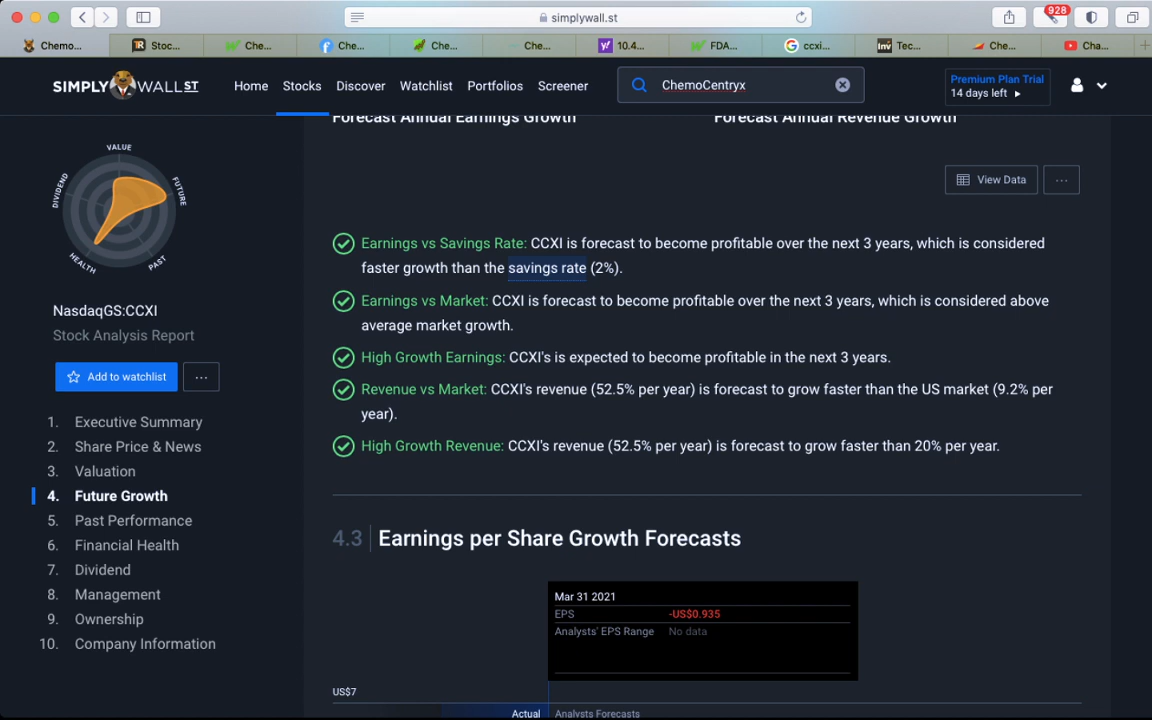 simplywall.st
928
Chemo...
Stoc...
Che...
Che...
Che...
Che...
10.4...
FDA...
ccxi...
Tec...
Che...
Cha...
SIMPLY WALL ST
Home
Stocks
Discover
Watchlist
Portfolios
Screener
ChemoCentryx
Premium Plan Trial
14 days left
Forecast Annual Earnings Growth
Forecast Annual Revenue Growth
VALUE
FUTURE
PAST
HEALTH
DIVIDEND
NasdaqGS:CCXI
Stock Analysis Report
Add to watchlist
...
1. Executive Summary
2. Share Price & News
3. Valuation
4. Future Growth
5. Past Performance
6. Financial Health
7. Dividend
8. Management
9. Ownership
10. Company Information
View Data
...
Earnings vs Savings Rate: CCXI is forecast to become profitable over the next 3 years, which is considered
faster growth than the savings rate (2%).
Earnings vs Market: CCXI is forecast to become profitable over the next 3 years, which is considered above
average market growth.
High Growth Earnings: CCXI's is expected to become profitable in the next 3 years.
Revenue vs Market: CCXI's revenue (52.5% per year) is forecast to grow faster than the US market (9.2% per
year).
High Growth Revenue: CCXI's revenue (52.5% per year) is forecast to grow faster than 20% per year.
4.3 Earnings per Share Growth Forecasts
Mar 31 2021
EPS -US$0.935
Analysts' EPS Range No data
US$7
Actual
Analysts Forecasts